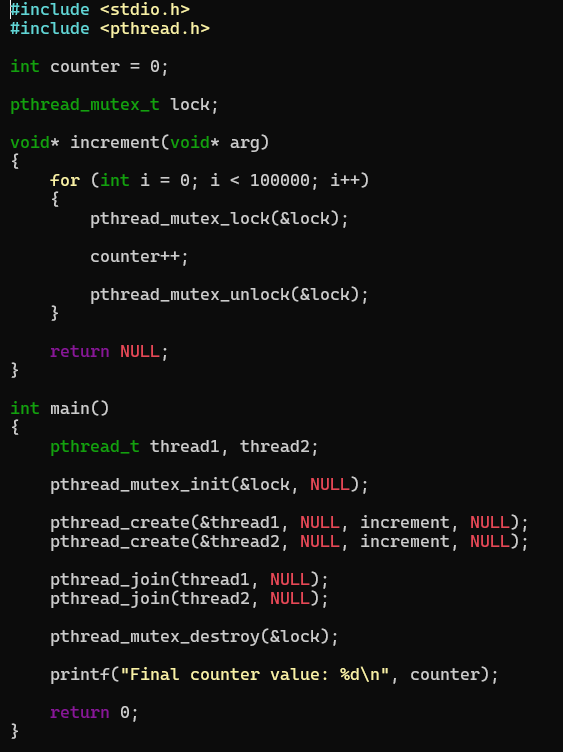 #include <stdio.h>
#include <pthread.h>

int counter = 0;

pthread_mutex_t lock;

void* increment(void* arg)
{
    for (int i = 0; i < 100000; i++)
    {
        pthread_mutex_lock(&lock);

        counter++;

        pthread_mutex_unlock(&lock);
    }

    return NULL;
}

int main()
{
    pthread_t thread1, thread2;

    pthread_mutex_init(&lock, NULL);

    pthread_create(&thread1, NULL, increment, NULL);
    pthread_create(&thread2, NULL, increment, NULL);

    pthread_join(thread1, NULL);
    pthread_join(thread2, NULL);

    pthread_mutex_destroy(&lock);

    printf("Final counter value: %d\n", counter);

    return 0;
}